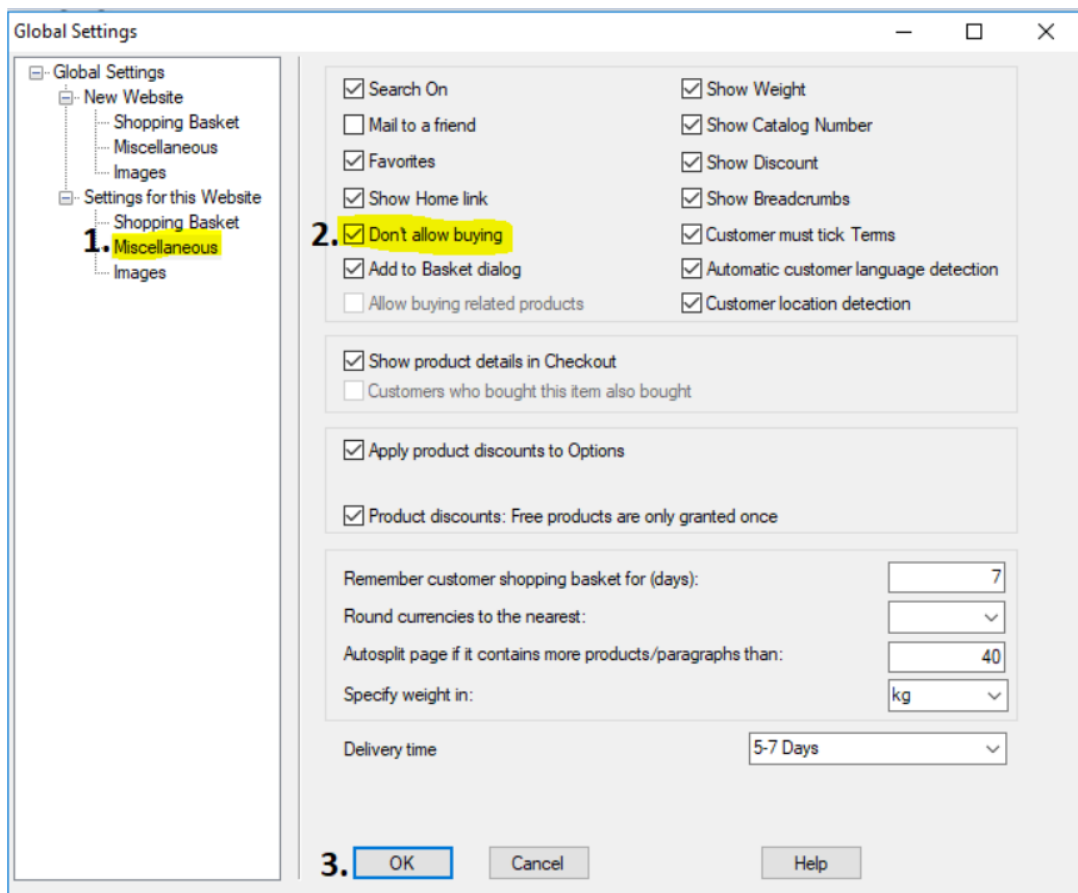 Global Settings
Global Settings
New Website
Shopping Basket
Miscellaneous
Images
Settings for this Website
Shopping Basket
1. Miscellaneous
Images
Search On
Mail to a friend
Favorites
Show Home link
2. Don't allow buying
Add to Basket dialog
Allow buying related products
Show Weight
Show Catalog Number
Show Discount
Show Breadcrumbs
Customer must tick Terms
Automatic customer language detection
Customer location detection
Show product details in Checkout
Customers who bought this item also bought
Apply product discounts to Options
Product discounts: Free products are only granted once
Remember customer shopping basket for (days): 7
Round currencies to the nearest:
Autosplit page if it contains more products/paragraphs than: 40
Specify weight in: kg
Delivery time 5-7 Days
3. OK Cancel Help